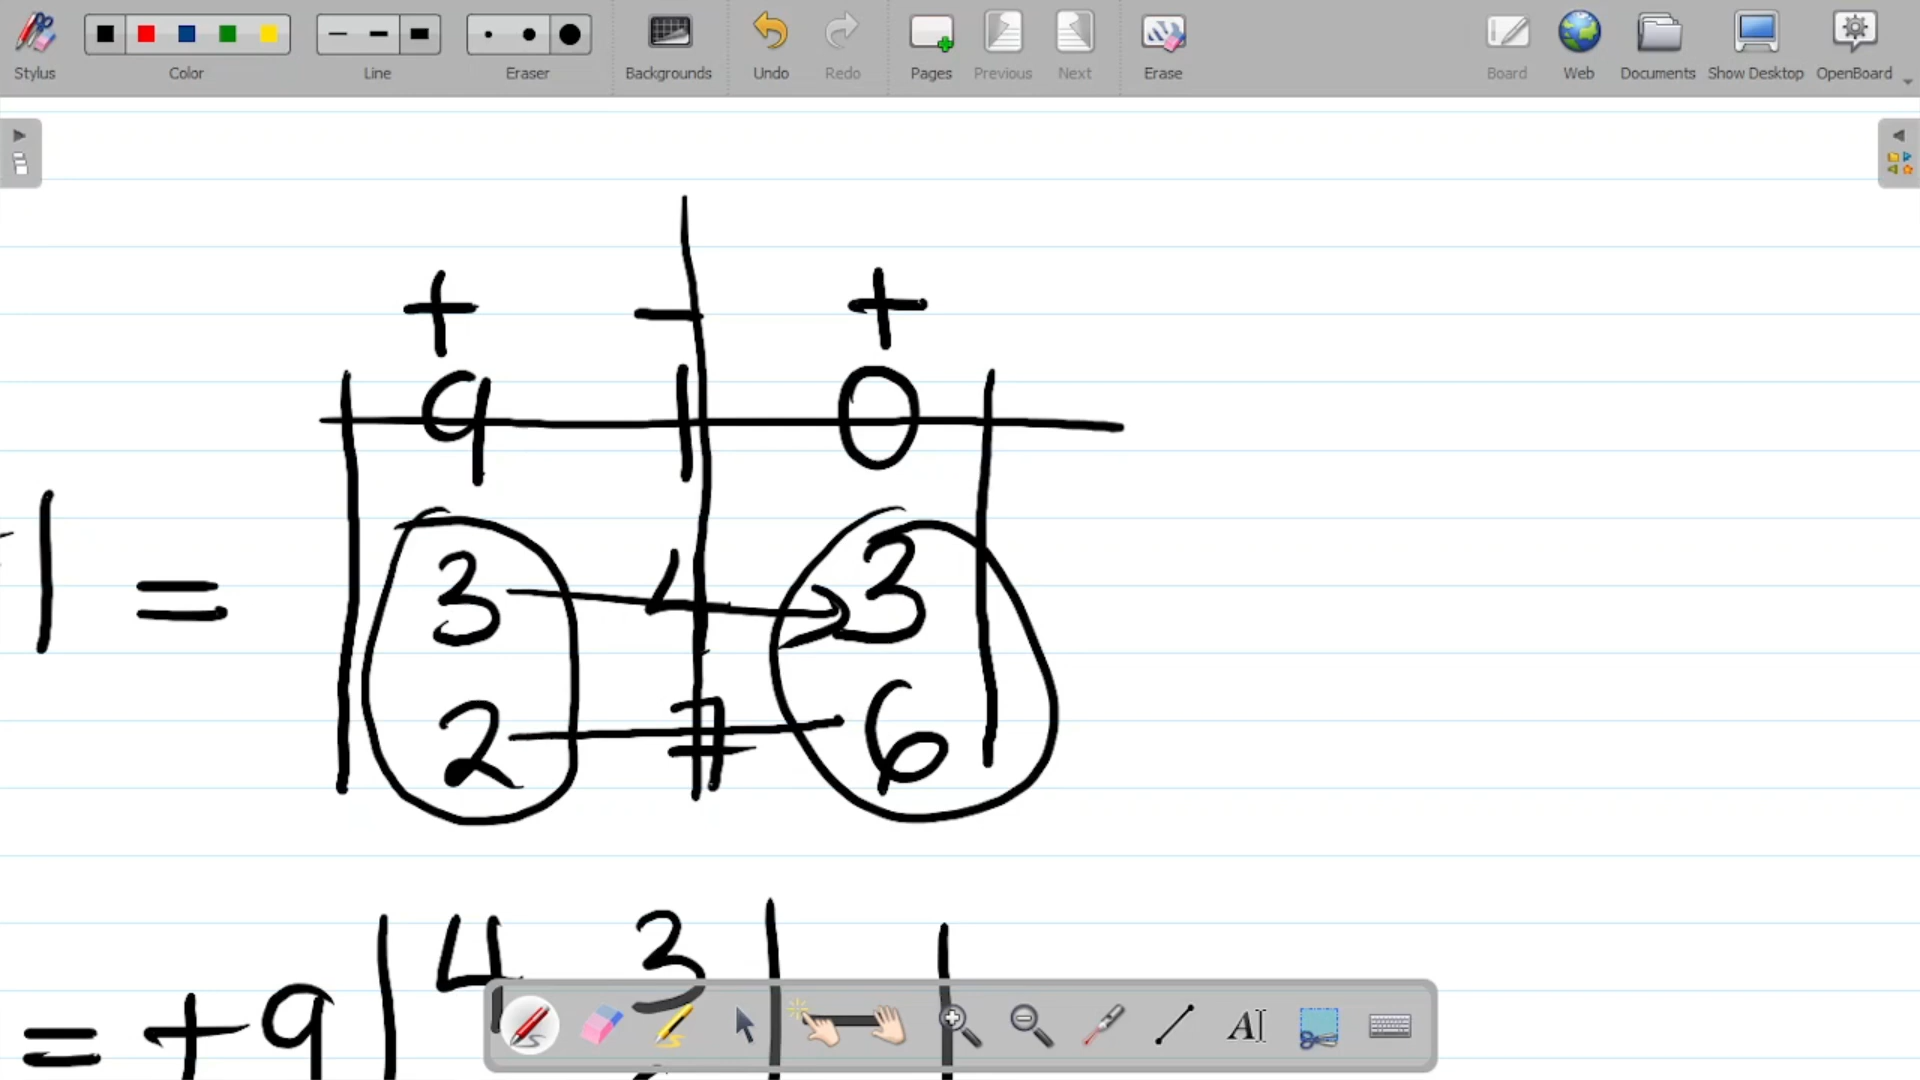 Stylus Color Line Eraser Backgrounds Undo Redo Pages Previous Next Erase Board Web Documents Show Desktop OpenBoard
+ - +
9 1 0
| =
3 4 3
2 7 6
= +9 | 4 3 | |